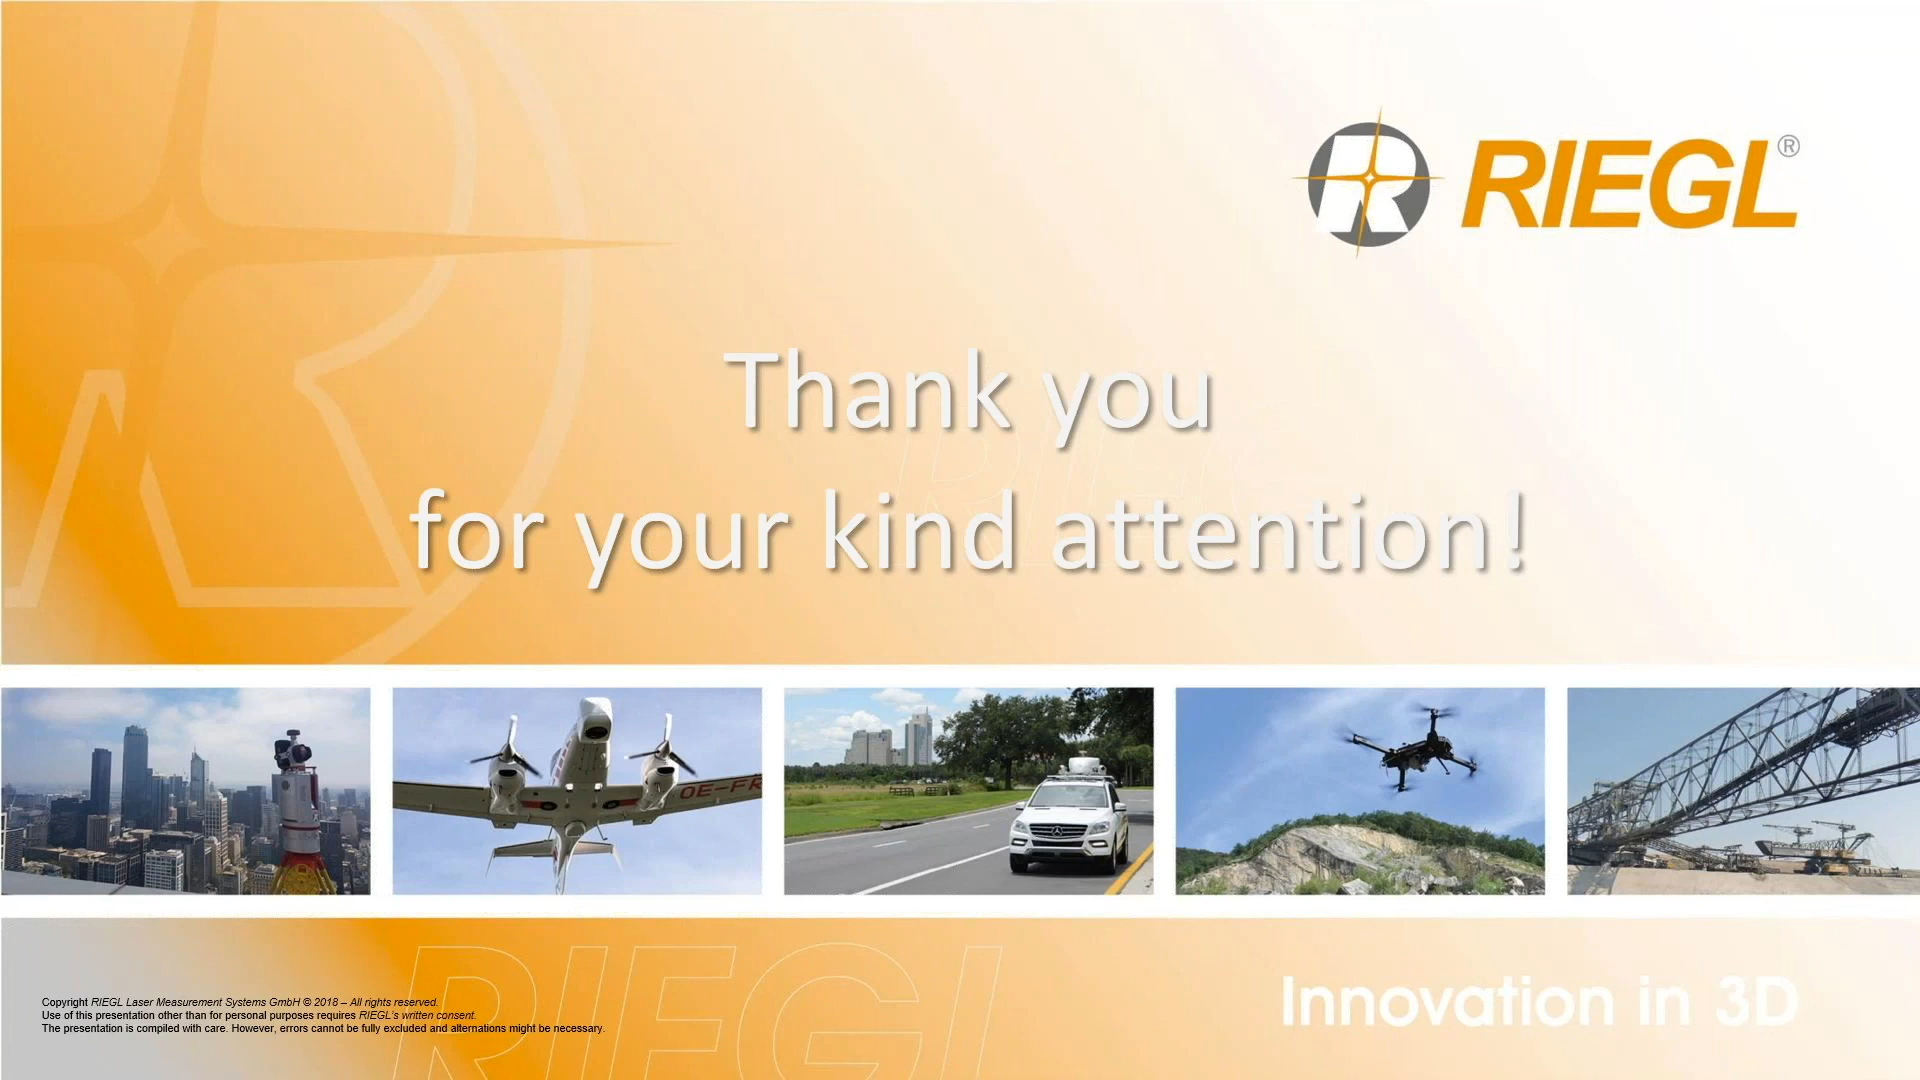 RIEGL®
Thank you
for your kind attention!
OE-FR
RIEGL
Innovation in 3D
Copyright RIEGL Laser Measurement Systems GmbH © 2018 – All rights reserved.
Use of this presentation other than for personal purposes requires RIEGL's written consent.
The presentation is compiled with care. However, errors cannot be fully excluded and alternations might be necessary.